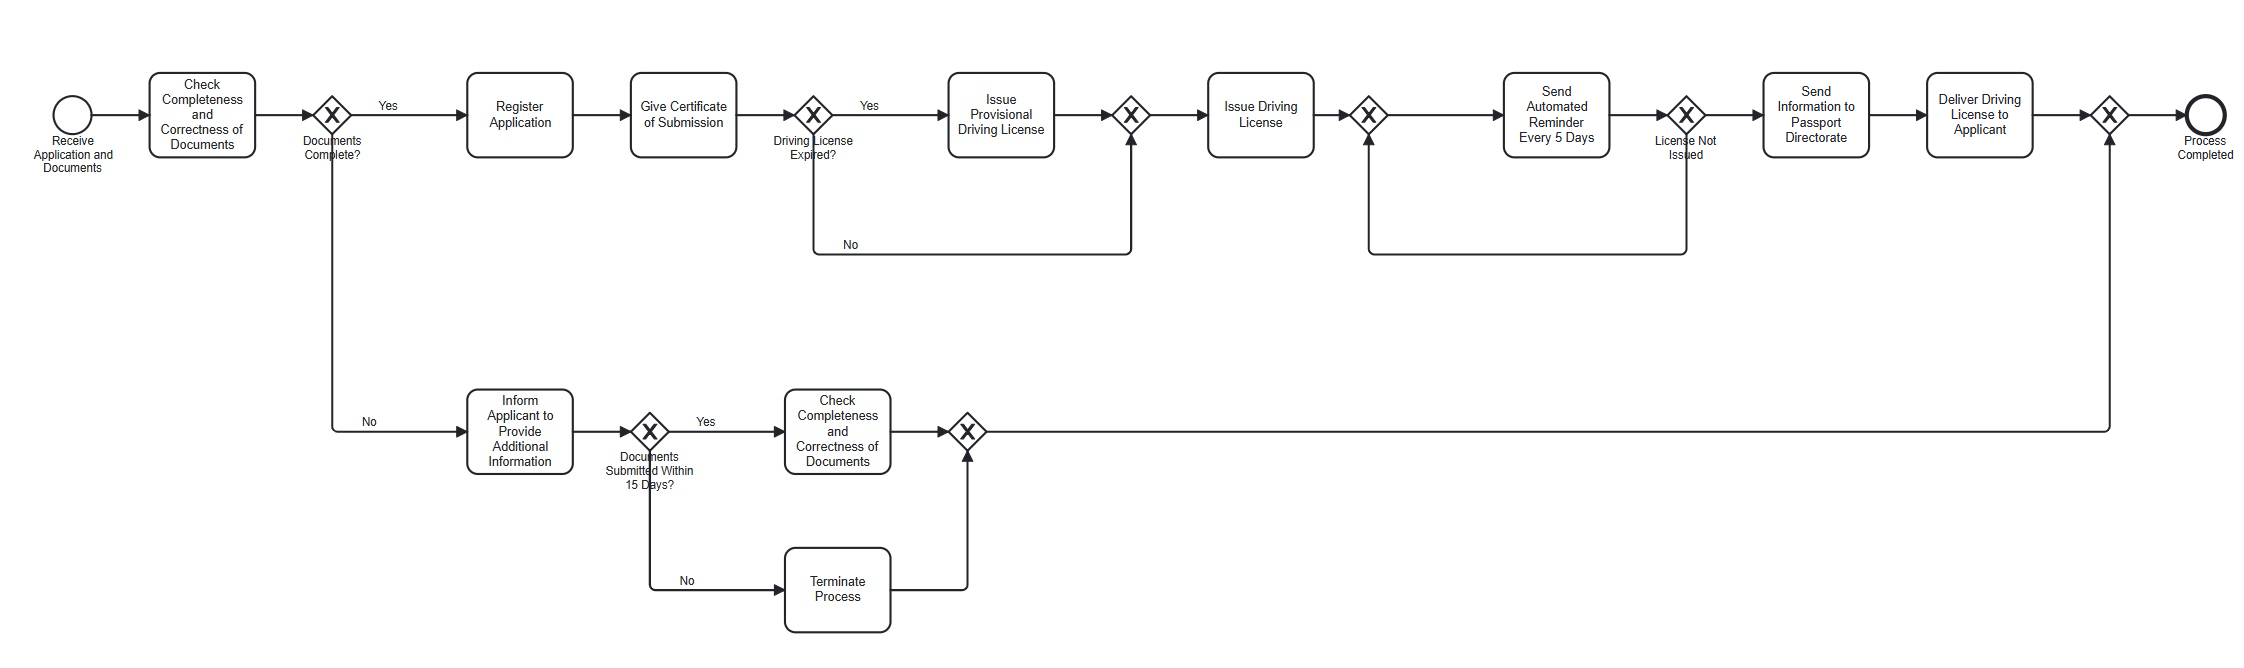 Receive
Application and
Documents
Check
Completeness
and
Correctness of
Documents
Documents
Complete?
Yes
Register
Application
Give Certificate
of Submission
Driving License
Expired?
Yes
Issue
Provisional
Driving License
No
Issue Driving
License
Send
Automated
Reminder
Every 5 Days
License Not
Issued
Send
Information to
Passport
Directorate
Deliver Driving
License to
Applicant
Process
Completed
No
Inform
Applicant to
Provide
Additional
Information
Documents
Submitted Within
15 Days?
Yes
Check
Completeness
and
Correctness of
Documents
No
Terminate
Process